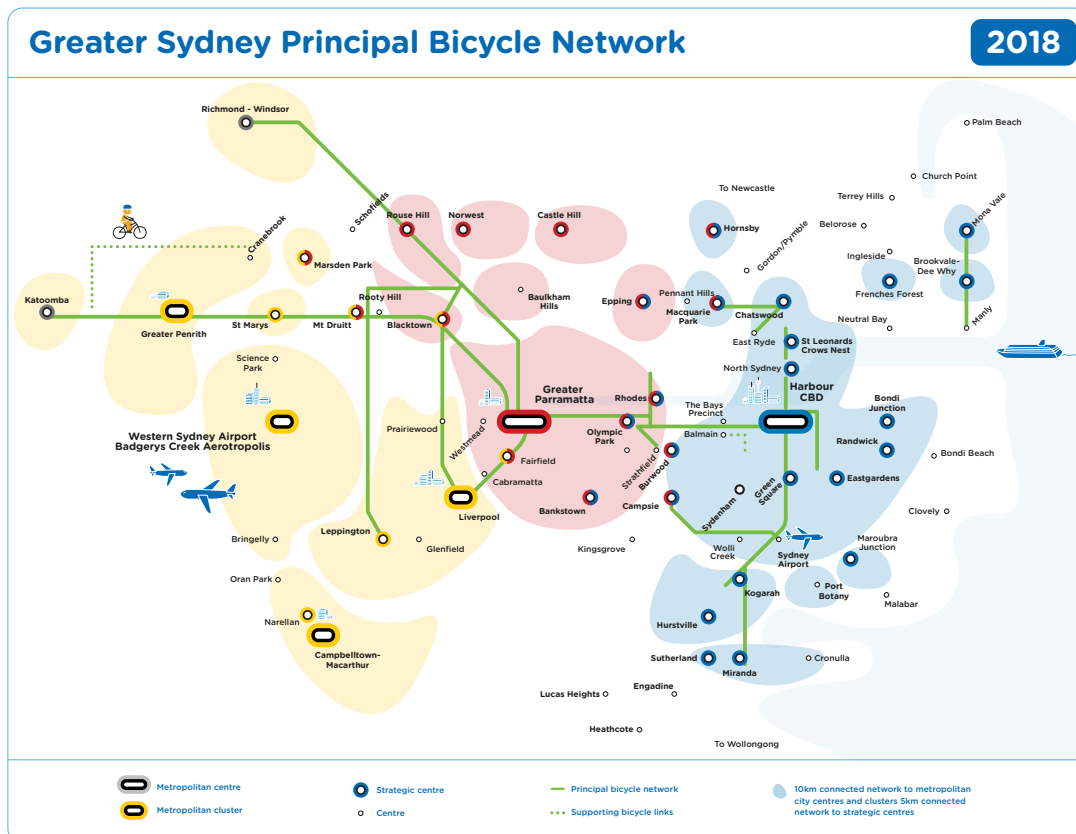 Greater Sydney Principal Bicycle Network
2018
Richmond - Windsor
Palm Beach
Church Point
To Newcastle
Terrey Hills
Schofields
Rouse Hill
Norwest
Castle Hill
Hornsby
Belorose
Mona Vale
Cranebrook
Marsden Park
Gordon/Pymble
Ingleside
Brookvale-
Dee Why
Katoomba
Rooty Hill
Baulkham
Hills
Epping
Pennant Hills
Macquarie
Park
Chatswood
Frenches Forest
Greater Penrith
St Marys
Mt Druitt
Blacktown
East Ryde
Neutral Bay
Manly
St Leonards
Crows Nest
Science
Park
North Sydney
Greater
Parramatta
Harbour
CBD
Rhodes
The Bays
Precinct
Bondi
Junction
Western Sydney Airport
Badgerys Creek Aerotropolis
Prairiewood
Westmead
Olympic
Park
Balmain
Randwick
Strathfield
Burwood
Bondi Beach
Fairfield
Cabramatta
Green
Square
Eastgardens
Liverpool
Bankstown
Campsie
Sydenham
Clovely
Leppington
Glenfield
Bringelly
Kingsgrove
Wolli
Creek
Sydney
Airport
Maroubra
Junction
Oran Park
Kogarah
Port
Botany
Malabar
Narellan
Hurstville
Campbelltown-
Macarthur
Sutherland
Miranda
Cronulla
Lucas Heights
Engadine
Heathcote
To Wollongong
Metropolitan centre
Metropolitan cluster
Strategic centre
Centre
Principal bicycle network
Supporting bicycle links
10km connected network to metropolitan
city centres and clusters 5km connected
network to strategic centres